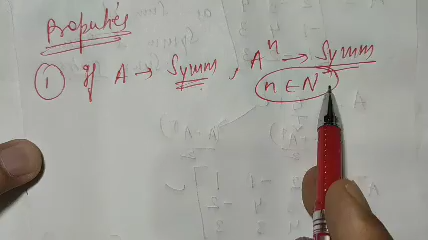 Properties
① If A → Symm, Aⁿ → Symm
n ∈ N